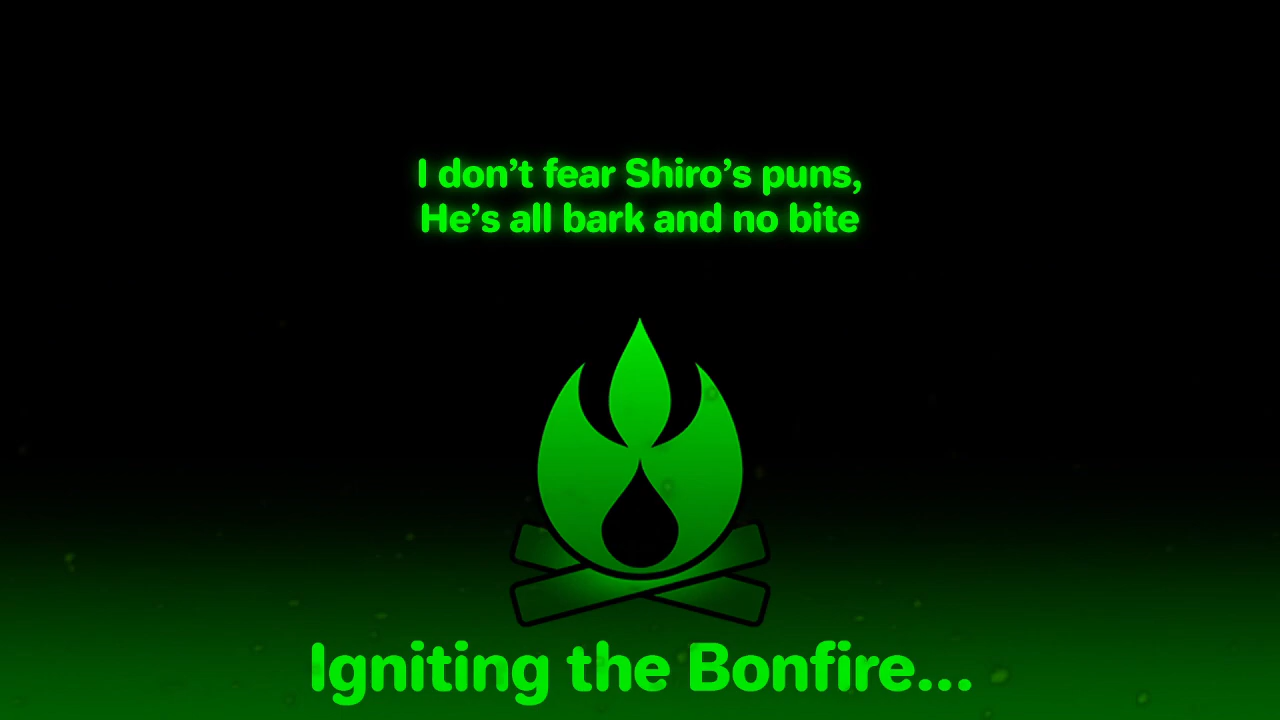 I don’t fear Shiro’s puns,
He’s all bark and no bite
Igniting the Bonfire...